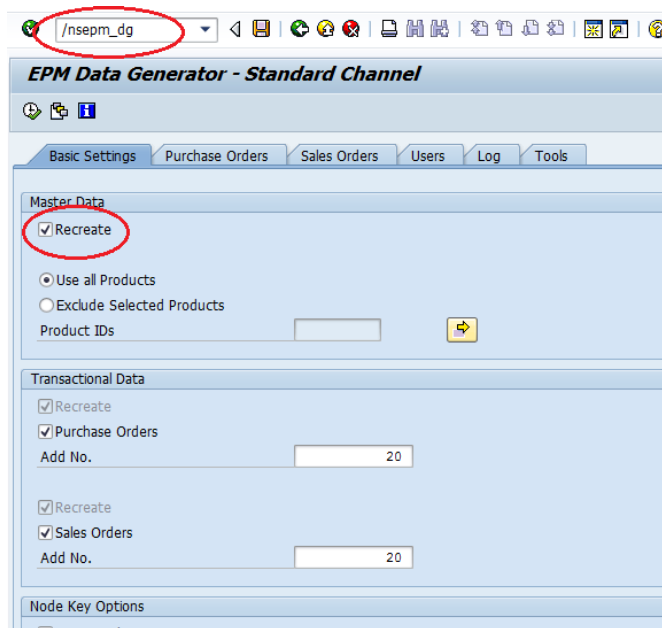 /nsepm_dg
EPM Data Generator - Standard Channel
Basic Settings Purchase Orders Sales Orders Users Log Tools
Master Data
Recreate
Use all Products
Exclude Selected Products
Product IDs
Transactional Data
Recreate
Purchase Orders
Add No. 20
Recreate
Sales Orders
Add No. 20
Node Key Options